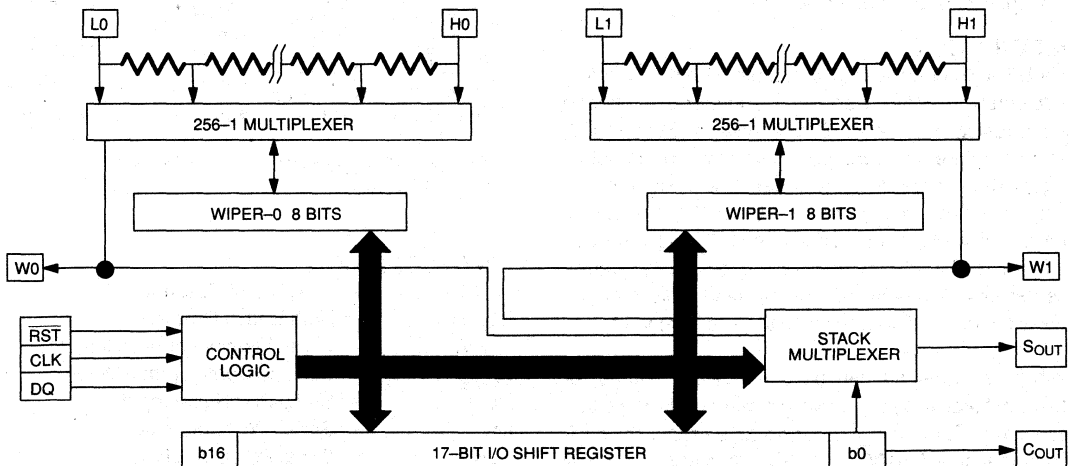 L0
H0
L1
H1
256–1 MULTIPLEXER
256–1 MULTIPLEXER
WIPER–0 8 BITS
WIPER–1 8 BITS
W0
W1
RST
CLK
DQ
CONTROL
LOGIC
STACK
MULTIPLEXER
SOUT
b16
17–BIT I/O SHIFT REGISTER
b0
COUT